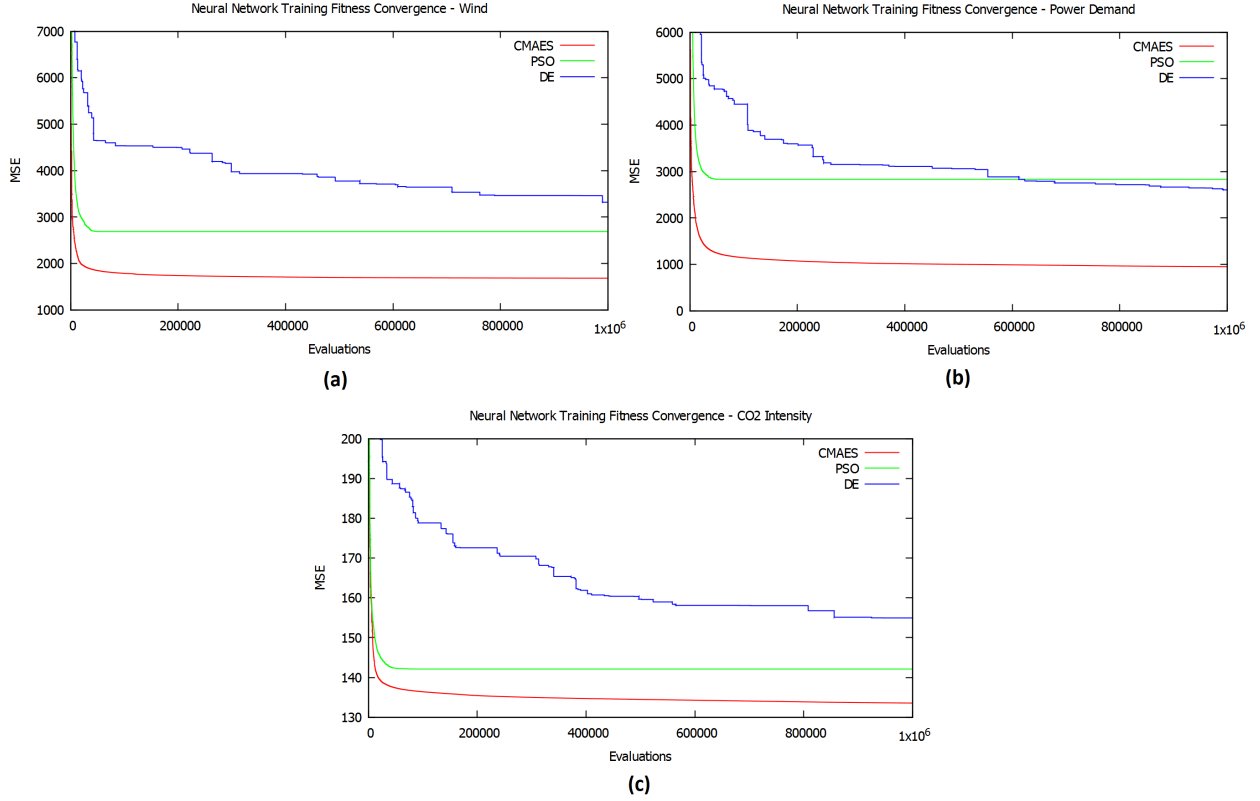 Neural Network Training Fitness Convergence - Wind
7000
6000
5000
4000
3000
2000
1000
MSE
CMAES
PSO
DE
0
200000
400000
600000
800000
1x10^6
Evaluations
(a)
Neural Network Training Fitness Convergence - Power Demand
6000
5000
4000
3000
2000
1000
0
MSE
CMAES
PSO
DE
0
200000
400000
600000
800000
1x10^6
Evaluations
(b)
Neural Network Training Fitness Convergence - CO2 Intensity
200
190
180
170
160
150
140
130
MSE
CMAES
PSO
DE
0
200000
400000
600000
800000
1x10^6
Evaluations
(c)